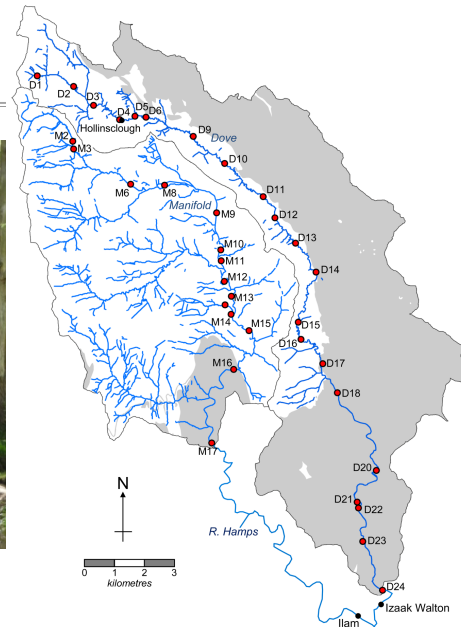 D1
D2
D3
D4
D5
D6
Hollinsclough
D9
Dove
M2
M3
D10
M6
M8
Manifold
D11
M9
D12
D13
M10
M11
D14
M12
M13
M14
M15
D15
D16
M16
D17
D18
M17
D20
N
D21
D22
R. Hamps
D23
0 1 2 3
kilometres
D24
Izaak Walton
Ilam